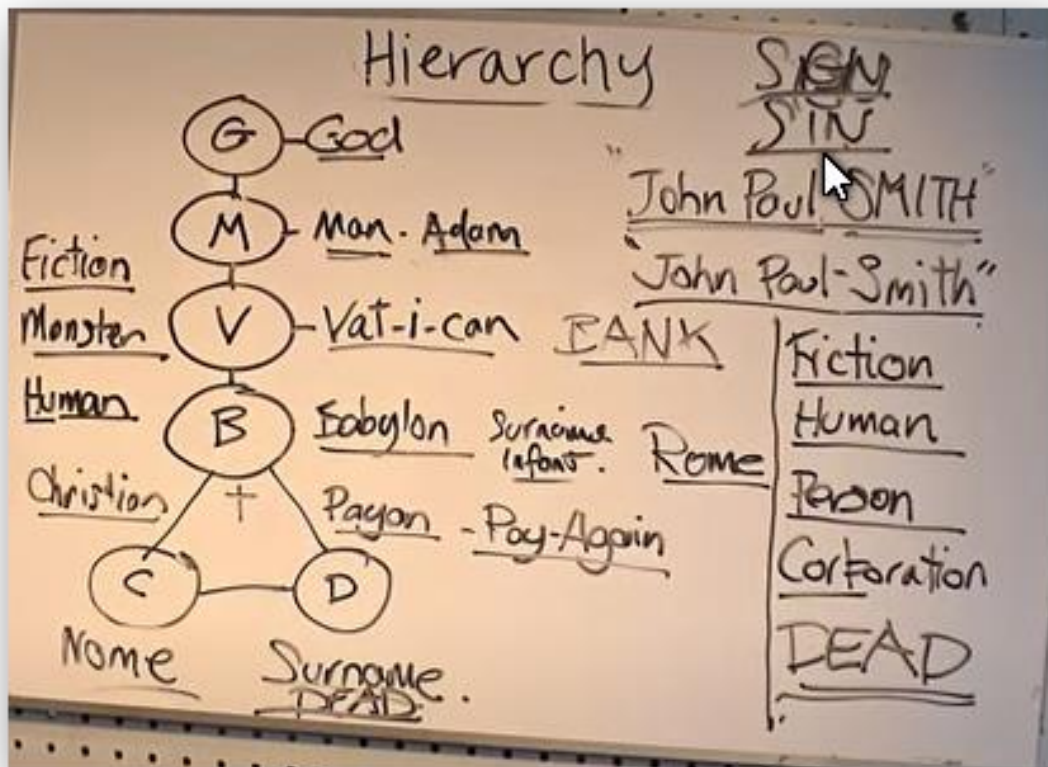 Hierarchy
SIGN
SIN
G - God
"John Paul SMITH"
M - Man. Adam
Fiction
"John Paul-Smith"
Monster
V - Vat-i-can
BANK
Fiction
Human
B
Babylon
Surname
Infant.
Rome
Human
Christian
Pagan - Pay-Again
Person
C
D
Corporation
Name
Surname.
DEAD
DEAD